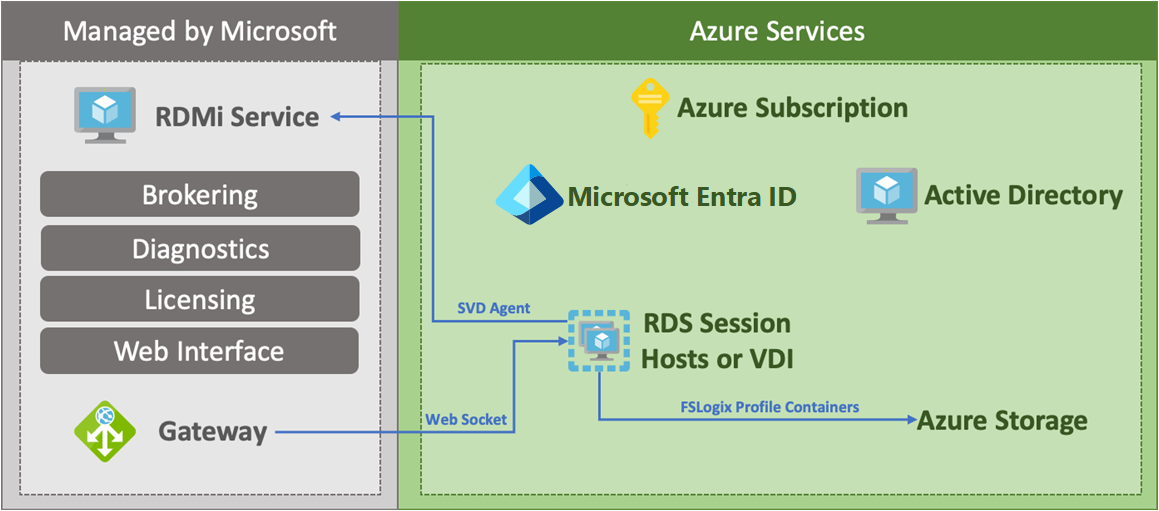 Managed by Microsoft
Azure Services
RDMi Service
Brokering
Diagnostics
Licensing
Web Interface
Gateway
Azure Subscription
Microsoft Entra ID
Active Directory
SVD Agent
RDS Session
Hosts or VDI
Web Socket
FSLogix Profile Containers
Azure Storage